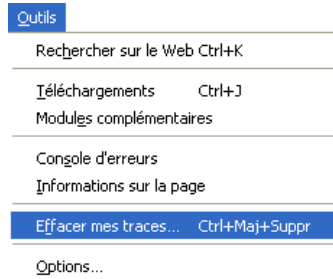 Outils
Rechercher sur le Web Ctrl+K
Téléchargements Ctrl+J
Modules complémentaires
Console d'erreurs
Informations sur la page
Effacer mes traces... Ctrl+Maj+Suppr
Options...